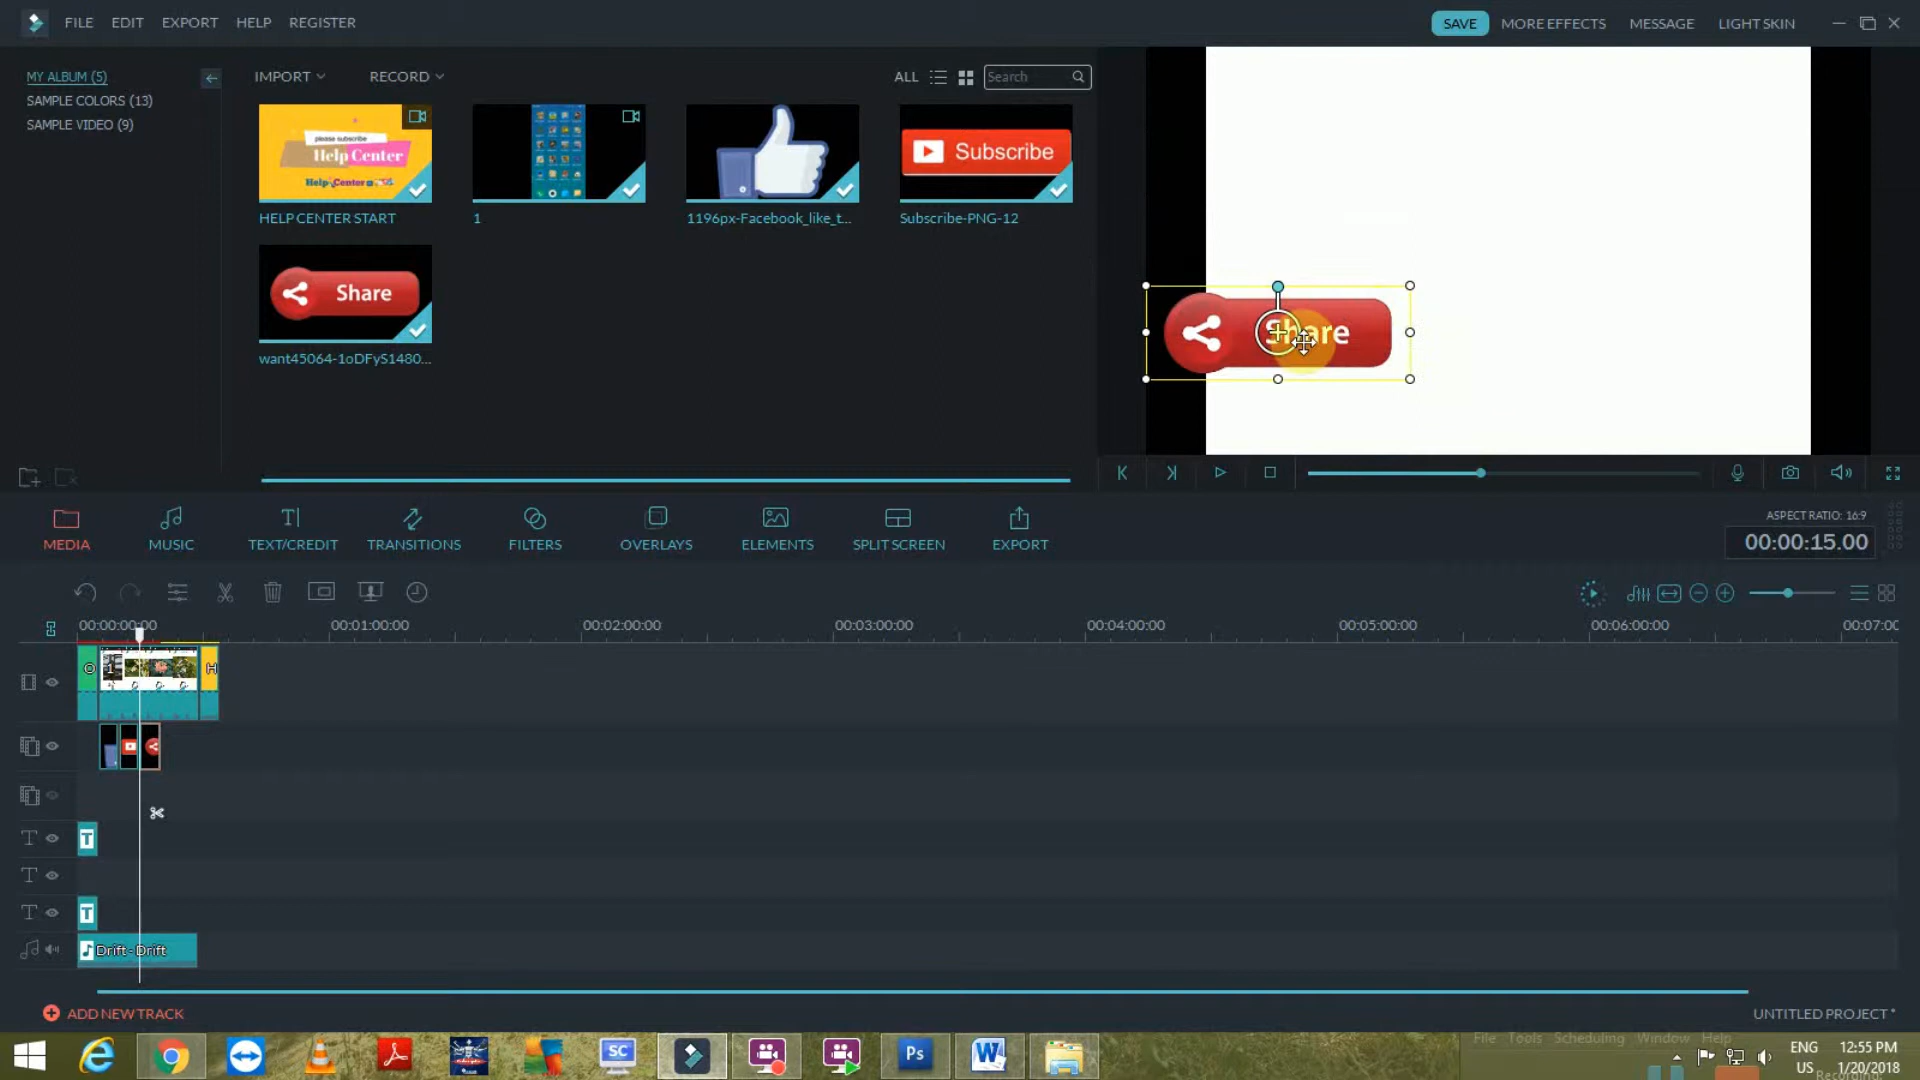 FILE EDIT EXPORT HELP REGISTER
SAVE MORE EFFECTS MESSAGE LIGHT SKIN
MY ALBUM (5)
SAMPLE COLORS (13)
SAMPLE VIDEO (9)
IMPORT RECORD ALL Search
please subscribe
Help Center
Help Center
Subscribe
HELP CENTER START 1 1196px-Facebook_like_t... Subscribe-PNG-12
Share
want45064-1oDFyS1480...
Share
MEDIA MUSIC TEXT/CREDIT TRANSITIONS FILTERS OVERLAYS ELEMENTS SPLIT SCREEN EXPORT
ASPECT RATIO: 16:9
00:00:15.00
00:00:00:00 00:01:00:00 00:02:00:00 00:03:00:00 00:04:00:00 00:05:00:00 00:06:00:00 00:07:00
O 1 H
T
T
Drift - Drift
ADD NEW TRACK UNTITLED PROJECT *
File Tools Scheduling Window Help
SC Ps W
ENG 12:55 PM
US 1/20/2018
Recording